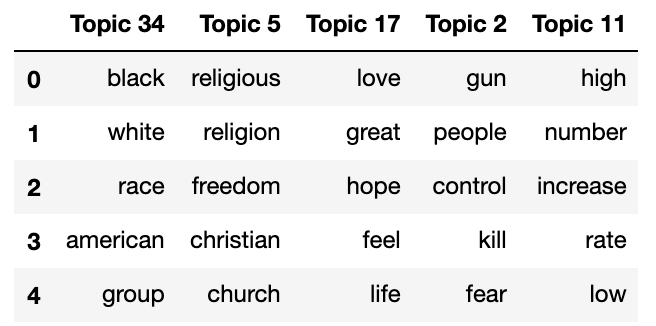 Topic 34 Topic 5 Topic 17 Topic 2 Topic 11
0 black religious love gun high
1 white religion great people number
2 race freedom hope control increase
3 american christian feel kill rate
4 group church life fear low